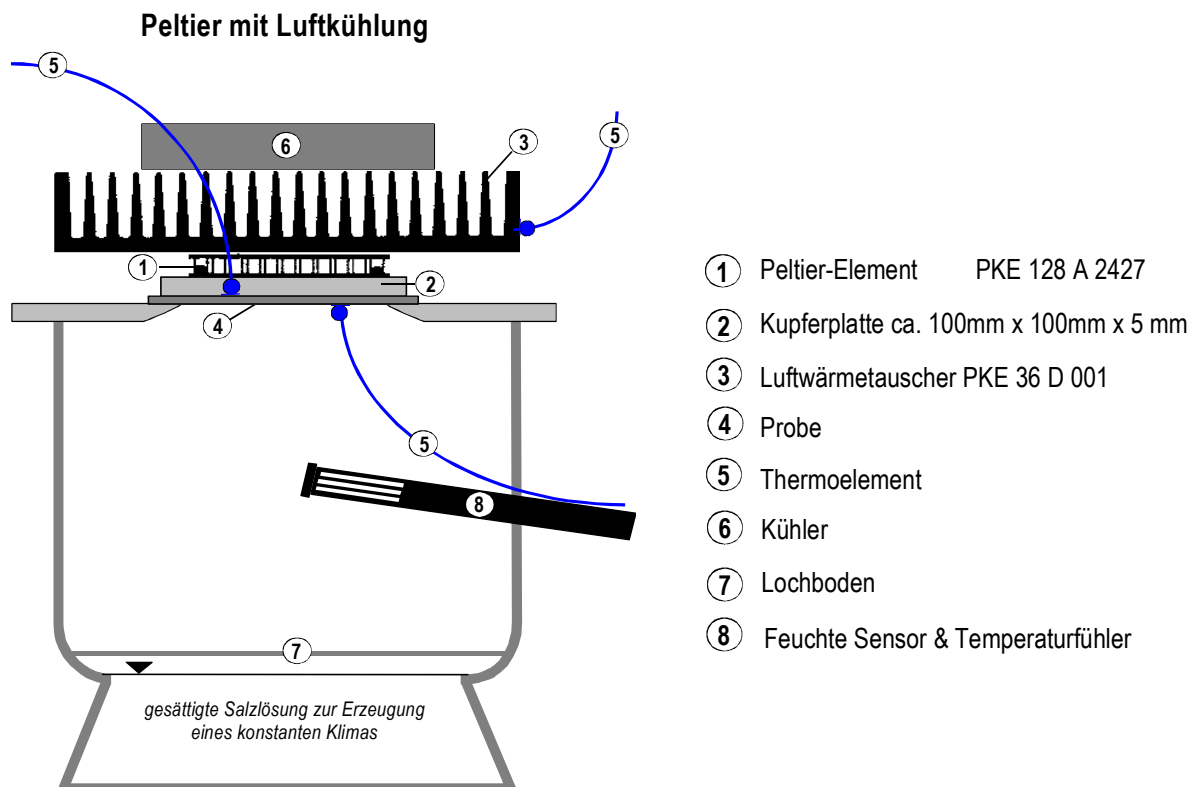 Peltier mit Luftkühlung
5
6
3
5
1
2
4
5
8
7
gesättigte Salzlösung zur Erzeugung
eines konstanten Klimas
1 Peltier-Element PKE 128 A 2427
2 Kupferplatte ca. 100mm x 100mm x 5 mm
3 Luftwärmetauscher PKE 36 D 001
4 Probe
5 Thermoelement
6 Kühler
7 Lochboden
8 Feuchte Sensor & Temperaturfühler